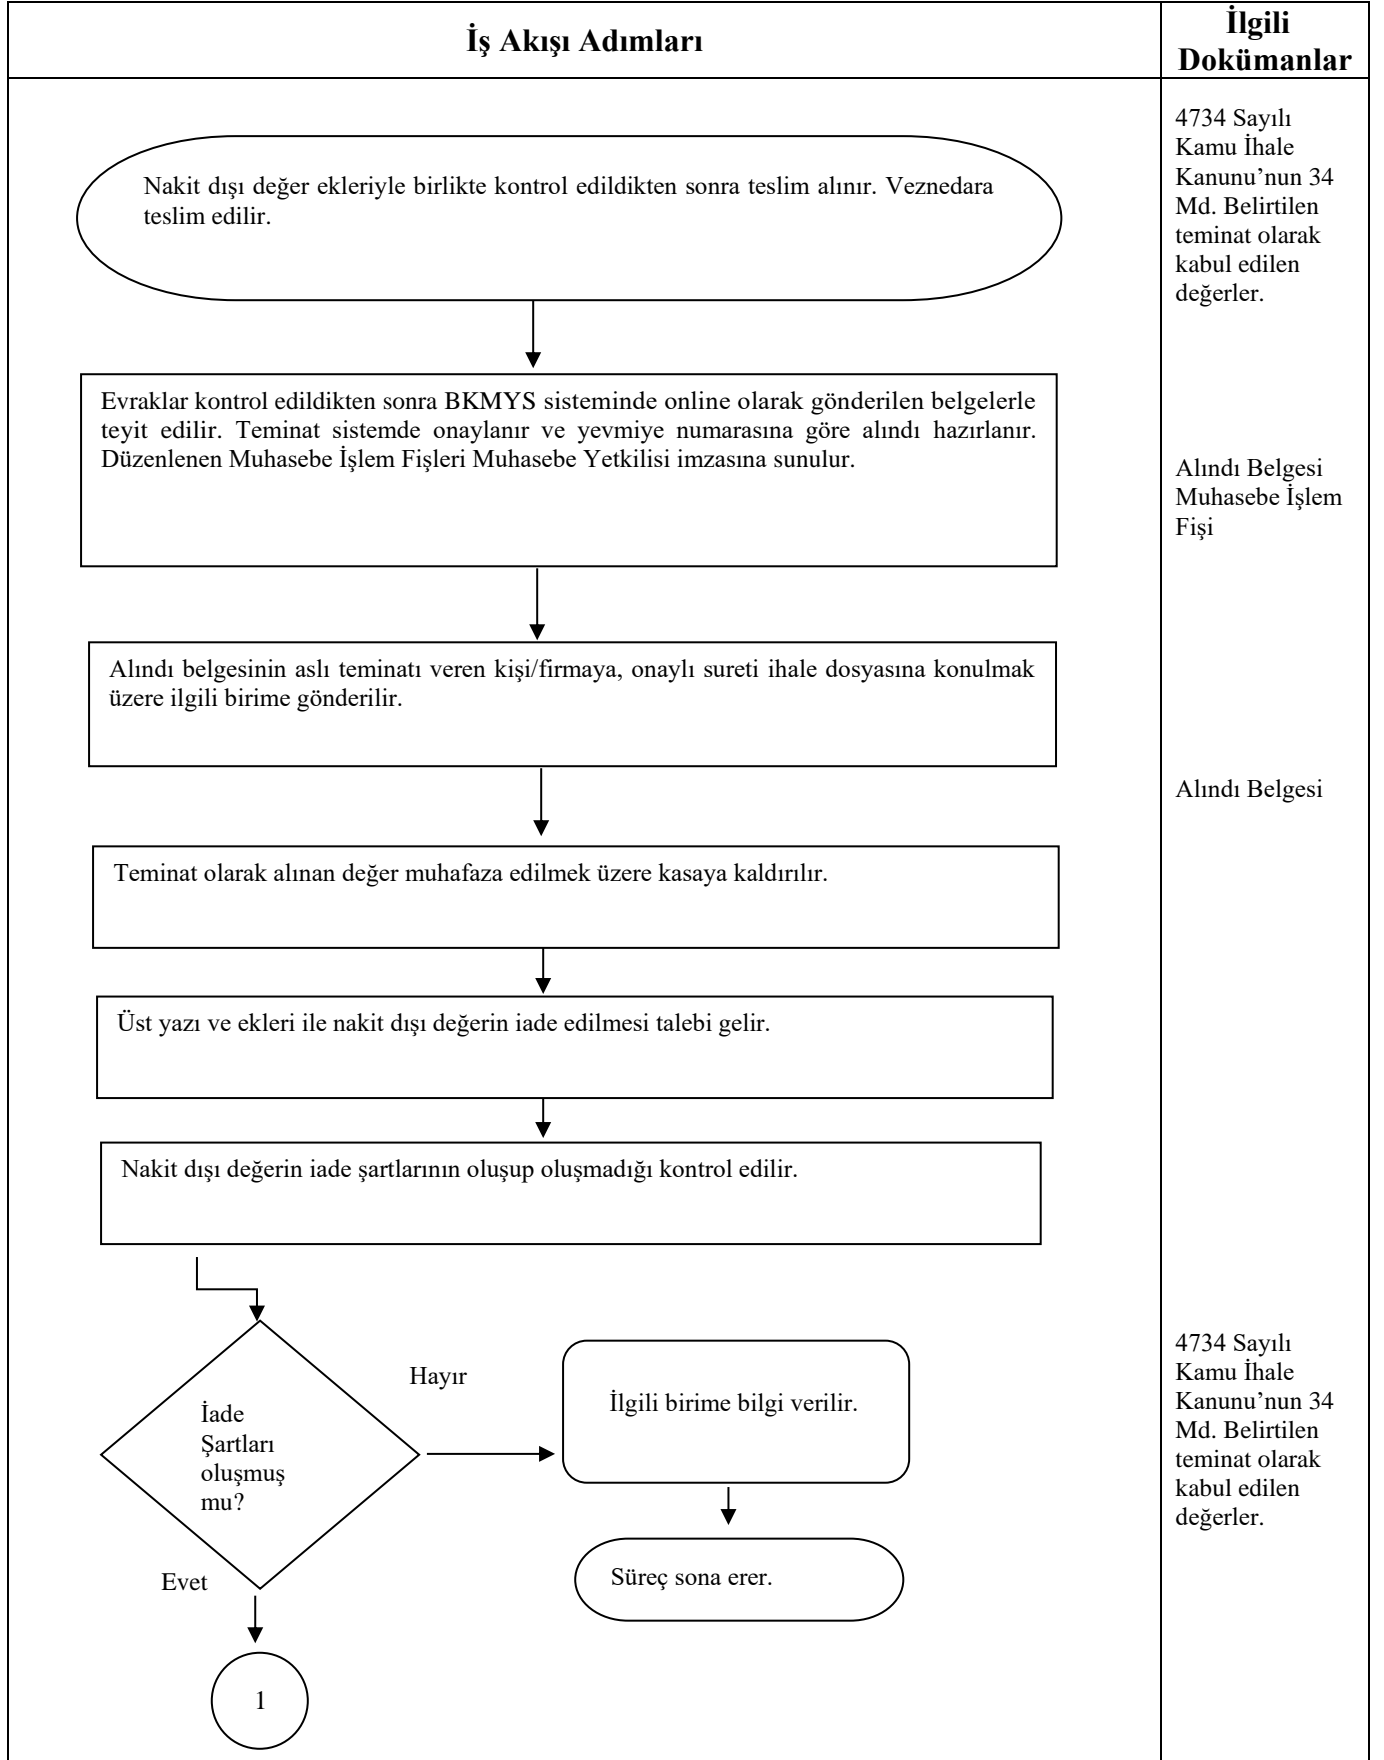 İş Akışı Adımları
İlgili
Dokümanlar
4734 Sayılı
Kamu İhale
Kanunu’nun 34
Md. Belirtilen
teminat olarak
kabul edilen
değerler.
Nakit dışı değer ekleriyle birlikte kontrol edildikten sonra teslim alınır. Veznedara
teslim edilir.
Evraklar kontrol edildikten sonra BKMYS sisteminde online olarak gönderilen belgelerle
teyit edilir. Teminat sistemde onaylanır ve yevmiye numarasına göre alındı hazırlanır.
Düzenlenen Muhasebe İşlem Fişleri Muhasebe Yetkilisi imzasına sunulur.
Alındı Belgesi
Muhasebe İşlem
Fişi
Alındı belgesinin aslı teminatı veren kişi/firmaya, onaylı sureti ihale dosyasına konulmak
üzere ilgili birime gönderilir.
Alındı Belgesi
Teminat olarak alınan değer muhafaza edilmek üzere kasaya kaldırılır.
Üst yazı ve ekleri ile nakit dışı değerin iade edilmesi talebi gelir.
Nakit dışı değerin iade şartlarının oluşup oluşmadığı kontrol edilir.
İade
Şartları
oluşmuş
mu?
Hayır
İlgili birime bilgi verilir.
Süreç sona erer.
Evet
1
4734 Sayılı
Kamu İhale
Kanunu’nun 34
Md. Belirtilen
teminat olarak
kabul edilen
değerler.